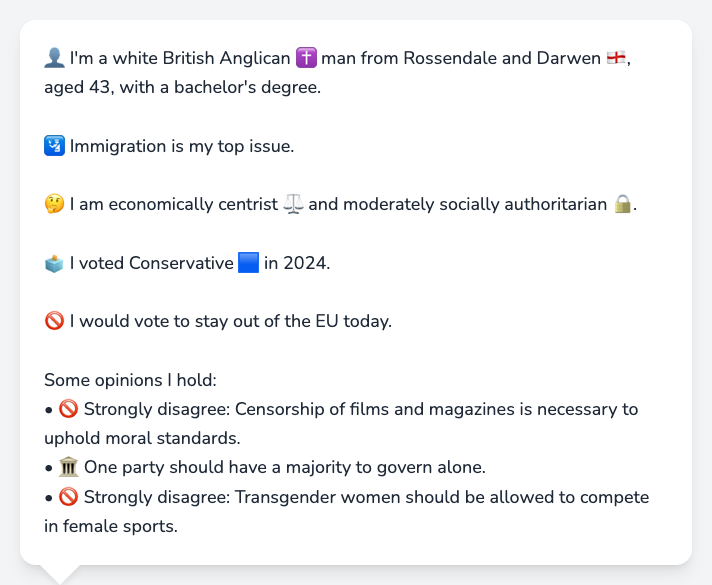 👤 I'm a white British Anglican ✝️ man from Rossendale and Darwen 🏴󠁧󠁢󠁥󠁮󠁧󠁿,
aged 43, with a bachelor's degree.
🛂 Immigration is my top issue.
🤔 I am economically centrist ⚖️ and moderately socially authoritarian 🔒.
🗳️ I voted Conservative 🟦 in 2024.
🚫 I would vote to stay out of the EU today.
Some opinions I hold:
• 🚫 Strongly disagree: Censorship of films and magazines is necessary to
uphold moral standards.
• 🏛️ One party should have a majority to govern alone.
• 🚫 Strongly disagree: Transgender women should be allowed to compete
in female sports.